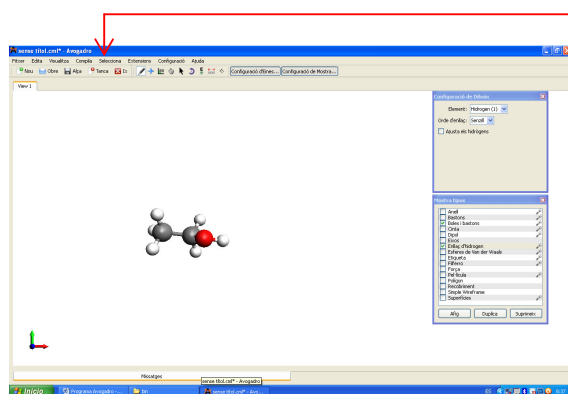 sense títol.cml* - Avogadro
Fitxer Edita Visualitza Compila Selecciona Extensions Configuració Ajuda
Nou Obre Alça Tanca Ix Configuració d'Eines... Configuració de Mostra...
View 1
Configuració de Dibuix
Element: Hidrogen (1)
Orde d'enllaç: Senzill
Ajusta els hidrògens
Mostra tipus
Anell
Bastons
Boles i bastons
Cinta
Dipol
Eixos
Enllaç d'hidrogen
Esferes de Van der Waals
Etiqueta
Filferro
Força
Pel·lícula
Polígon
Recobriment
Simple Wireframe
Superfícies
Afig Duplica Suprimeix
Missatges
sense títol.cml* - Avogadro
Inicio Programa Avogadro -... bin sense títol.cml* - Avo... ES 6:37